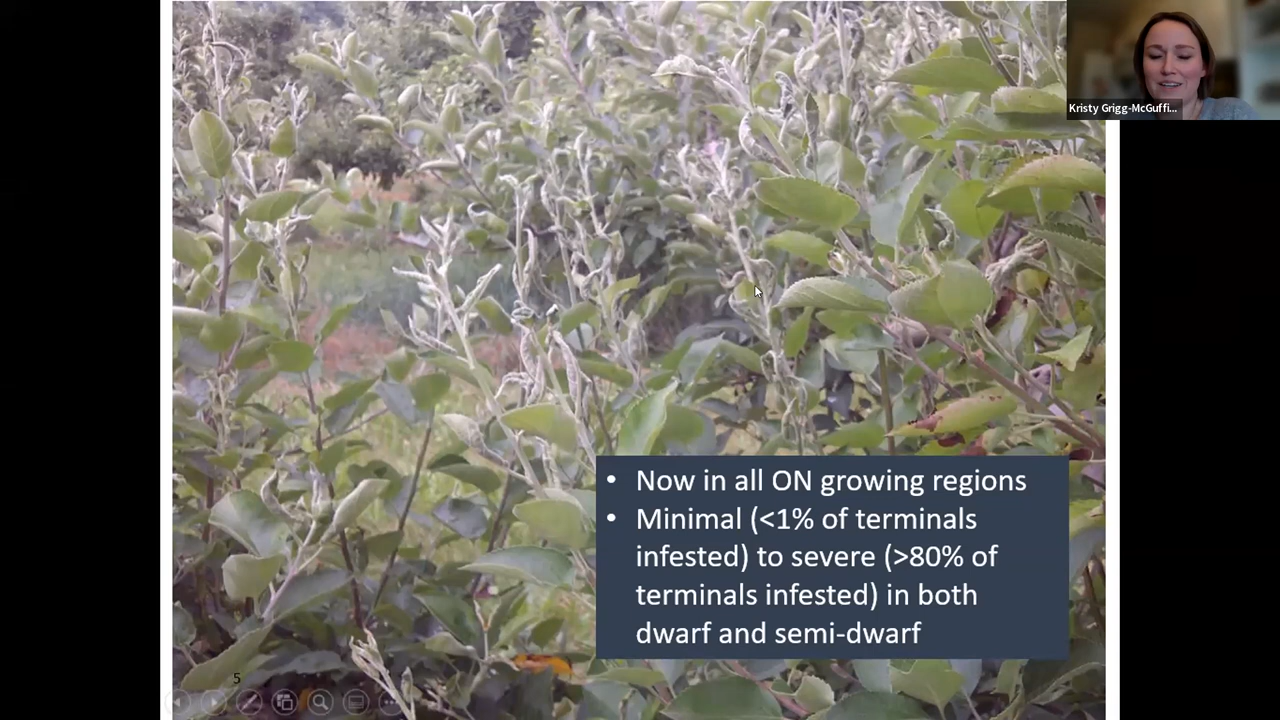 Kristy Grigg-McGuffi...
• Now in all ON growing regions
• Minimal (<1% of terminals
infested) to severe (>80% of
terminals infested) in both
dwarf and semi-dwarf
5